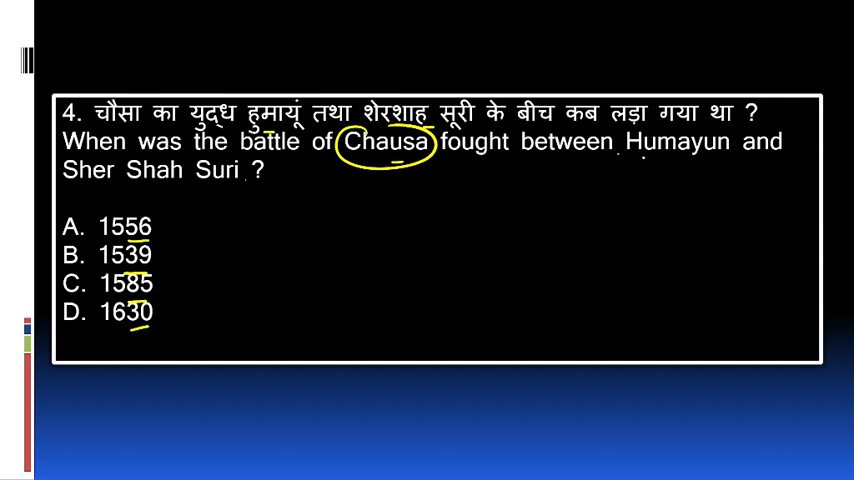 4. चौसा का युद्ध हुमायूं तथा शेरशाह सूरी के बीच कब लड़ा गया था ?
When was the battle of Chausa fought between Humayun and
Sher Shah Suri ?
A. 1556
B. 1539
C. 1585
D. 1630